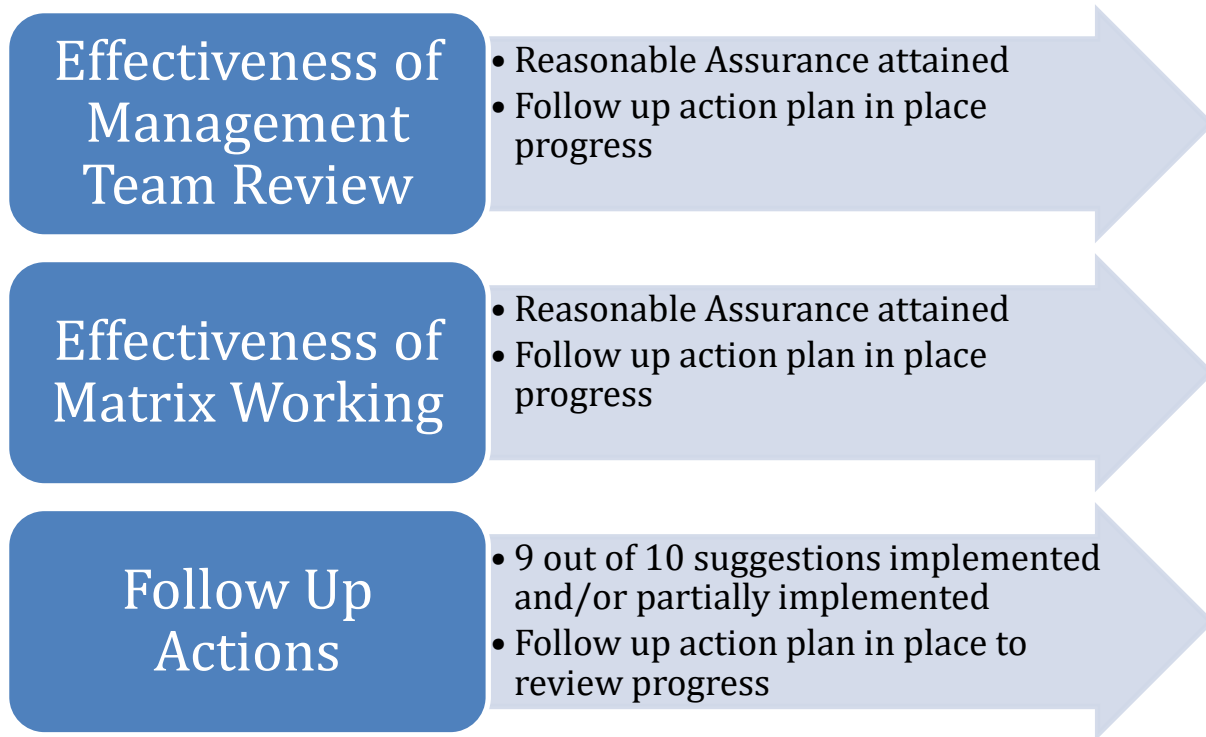 Effectiveness of
Management
Team Review
• Reasonable Assurance attained
• Follow up action plan in place
progress
Effectiveness of
Matrix Working
• Reasonable Assurance attained
• Follow up action plan in place
progress
Follow Up
Actions
• 9 out of 10 suggestions implemented
and/or partially implemented
• Follow up action plan in place to
review progress